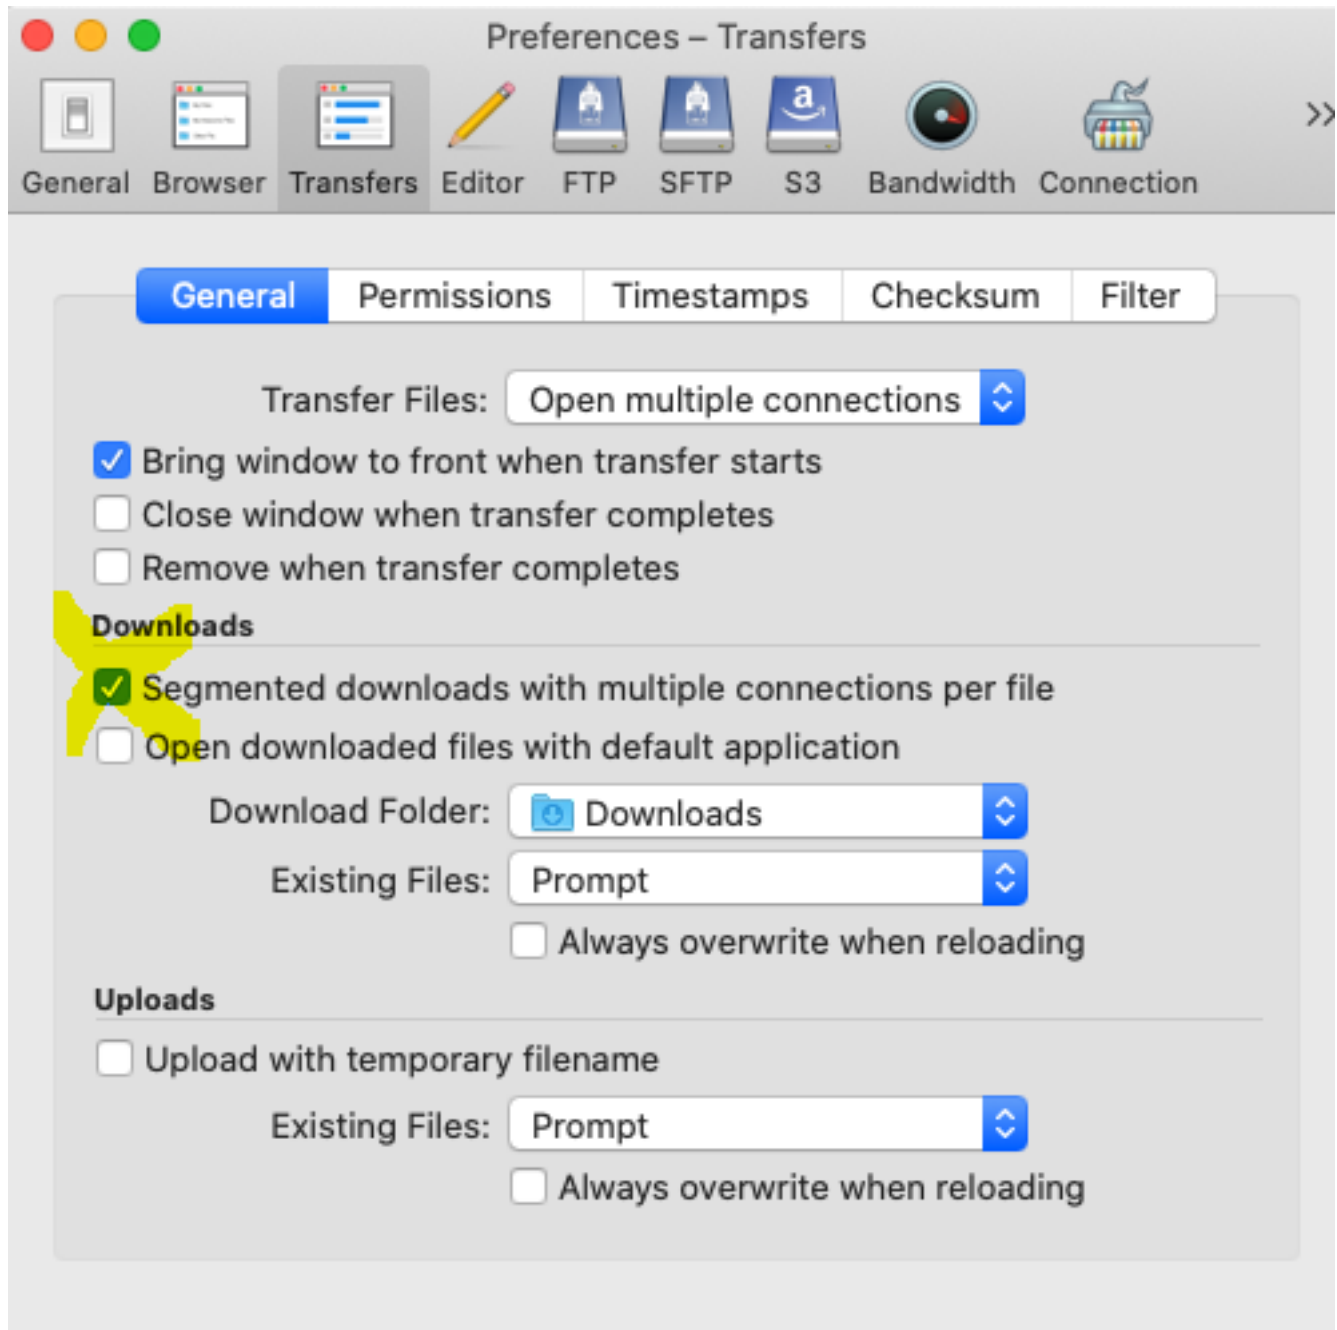 Preferences – Transfers
General Browser Transfers Editor FTP SFTP S3 Bandwidth Connection
General Permissions Timestamps Checksum Filter
Transfer Files: Open multiple connections
Bring window to front when transfer starts
Close window when transfer completes
Remove when transfer completes
Downloads
Segmented downloads with multiple connections per file
Open downloaded files with default application
Download Folder: Downloads
Existing Files: Prompt
Always overwrite when reloading
Uploads
Upload with temporary filename
Existing Files: Prompt
Always overwrite when reloading